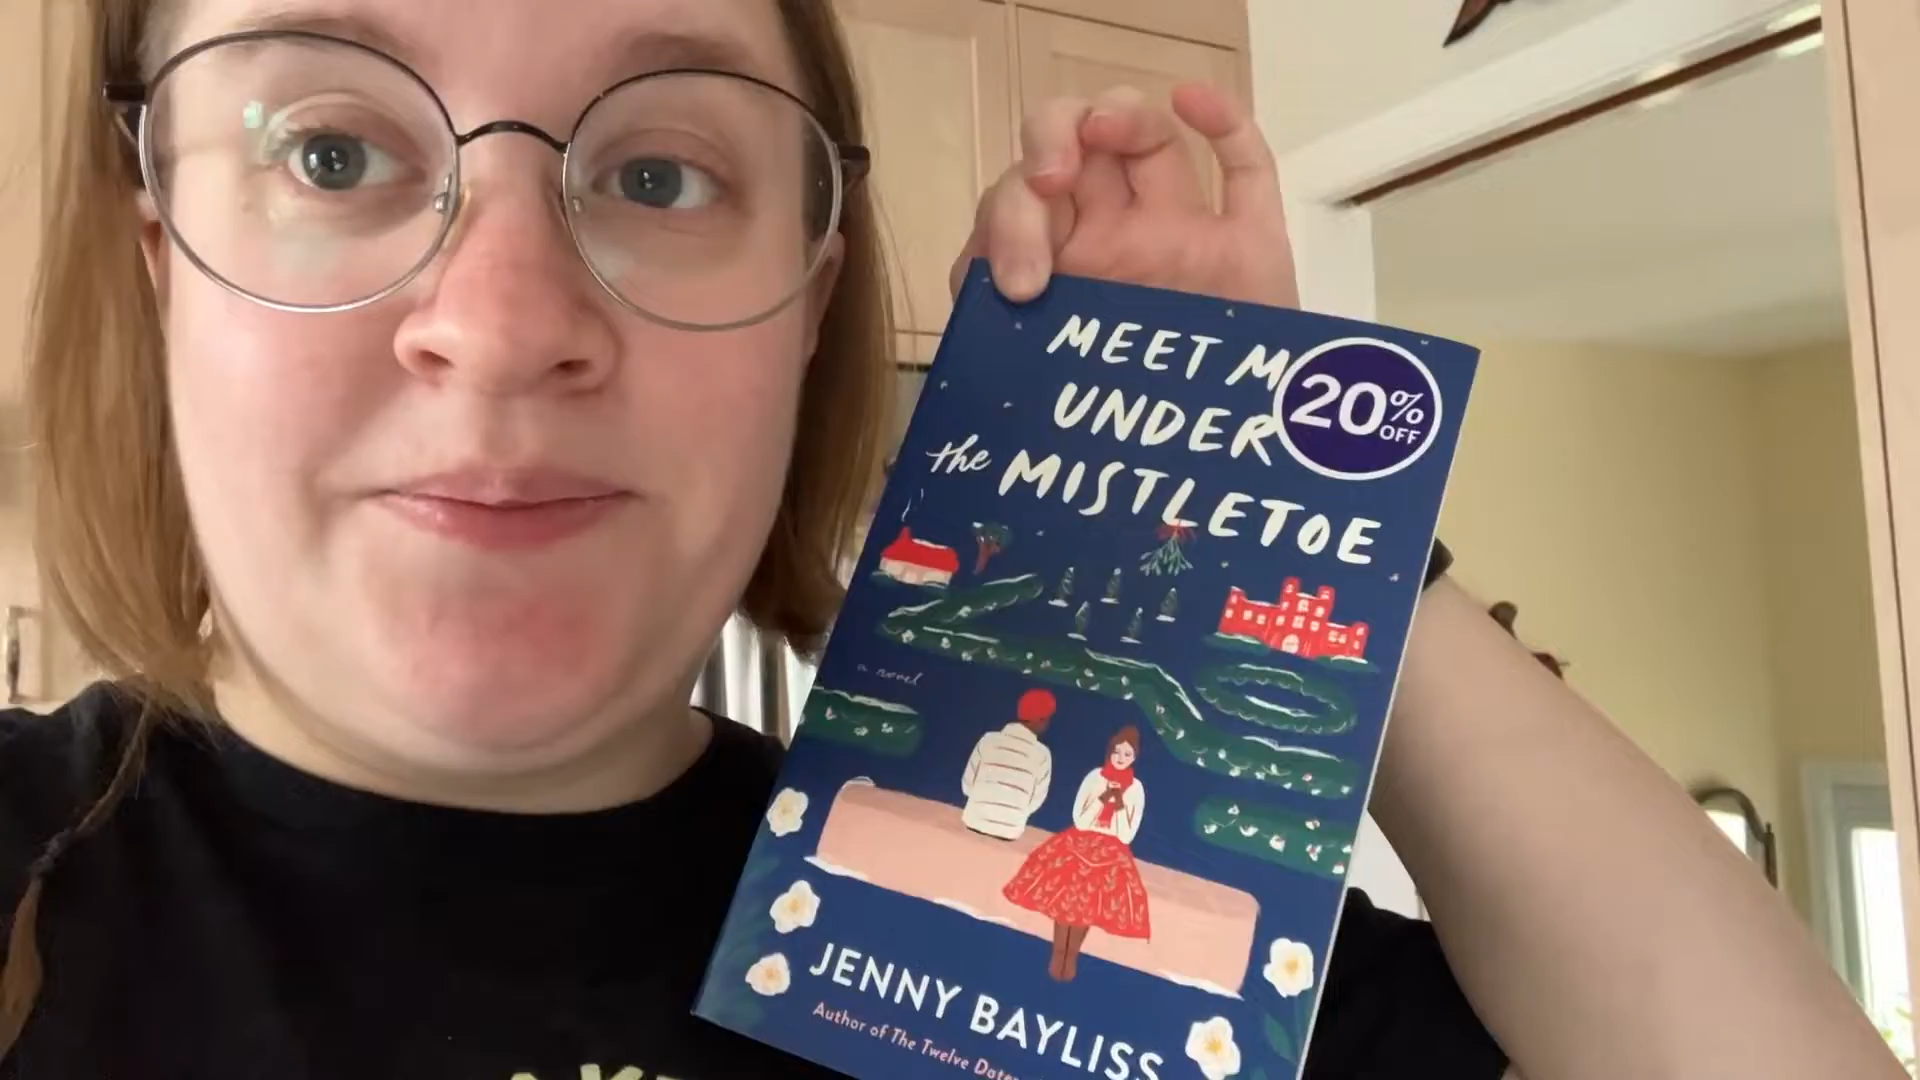 MEET M
UNDER
the MISTLETOE
20%
OFF
a novel
JENNY BAYLISS
Author of The Twelve Dates